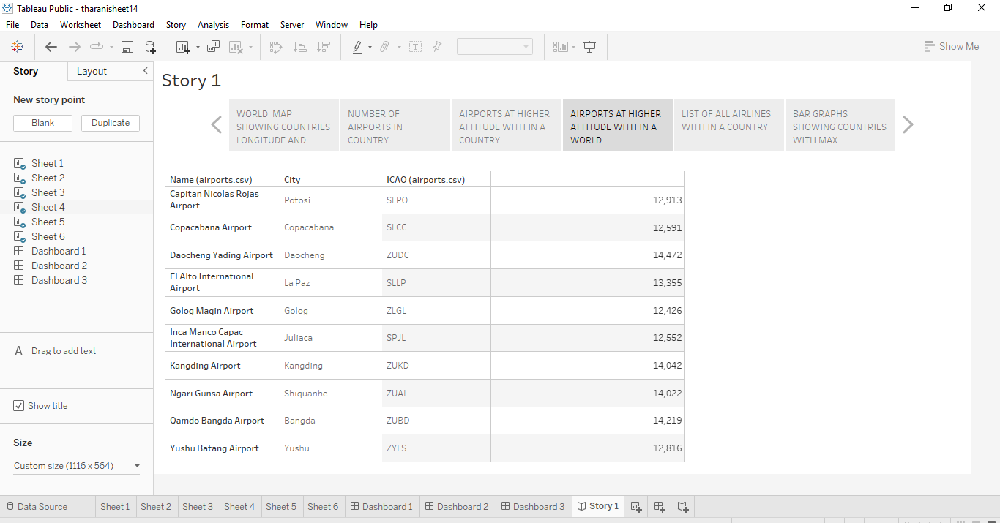 Tableau Public - tharanisheet14
File Data Worksheet Dashboard Story Analysis Format Server Window Help
Show Me
Story Layout
New story point
Blank Duplicate
Sheet 1
Sheet 2
Sheet 3
Sheet 4
Sheet 5
Sheet 6
Dashboard 1
Dashboard 2
Dashboard 3
A Drag to add text
Show title
Size
Custom size (1116 x 564)
Story 1
WORLD MAP
SHOWING COUNTRIES
LONGITUDE AND
NUMBER OF
AIRPORTS IN
COUNTRY
AIRPORTS AT HIGHER
ATTITUDE WITH IN A
COUNTRY
AIRPORTS AT HIGHER
ATTITUDE WITH IN A
WORLD
LIST OF ALL AIRLINES
WITH IN A COUNTRY
BAR GRAPHS
SHOWING COUNTRIES
WITH MAX
Name (airports.csv) City ICAO (airports.csv)
Capitan Nicolas Rojas
Airport Potosi SLPO 12,913
Copacabana Airport Copacabana SLCC 12,591
Daocheng Yading Airport Daocheng ZUDC 14,472
El Alto International
Airport La Paz SLLP 13,355
Golog Maqin Airport Golog ZLGL 12,426
Inca Manco Capac
International Airport Juliaca SPJL 12,552
Kangding Airport Kangding ZUKD 14,042
Ngari Gunsa Airport Shiquanhe ZUAL 14,022
Qamdo Bangda Airport Bangda ZUBD 14,219
Yushu Batang Airport Yushu ZYLS 12,816
Data Source Sheet 1 Sheet 2 Sheet 3 Sheet 4 Sheet 5 Sheet 6 Dashboard 1 Dashboard 2 Dashboard 3 Story 1